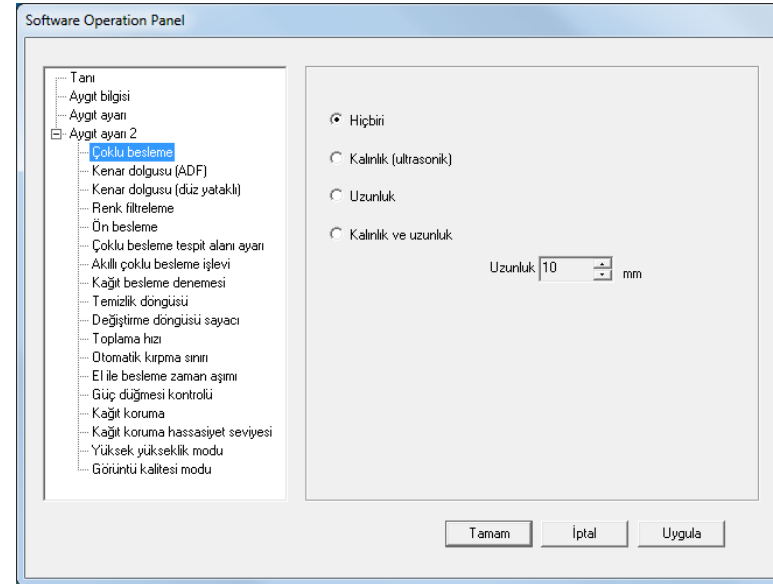 Software Operation Panel
Tanı
Aygıt bilgisi
Aygıt ayarı
Aygıt ayarı 2
Çoklu besleme
Kenar dolgusu (ADF)
Kenar dolgusu (düz yataklı)
Renk filtreleme
Ön besleme
Çoklu besleme tespit alanı ayarı
Akıllı çoklu besleme işlevi
Kağıt besleme denemesi
Temizlik döngüsü
Değiştirme döngüsü sayacı
Toplama hızı
Otomatik kırpma sınırı
El ile besleme zaman aşımı
Güç düğmesi kontrolü
Kağıt koruma
Kağıt koruma hassasiyet seviyesi
Yüksek yükseklik modu
Görüntü kalitesi modu
Hiçbiri
Kalınlık (ultrasonik)
Uzunluk
Kalınlık ve uzunluk
Uzunluk 10 mm
Tamam İptal Uygula